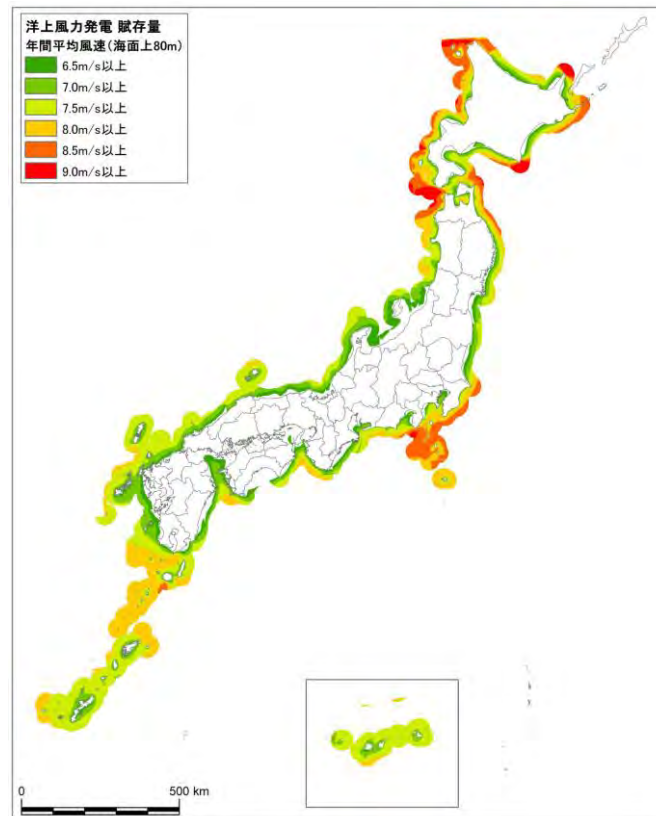 洋上風力発電 賦存量
年間平均風速(海面上80m)
6.5m/s以上
7.0m/s以上
7.5m/s以上
8.0m/s以上
8.5m/s以上
9.0m/s以上
0
500 km